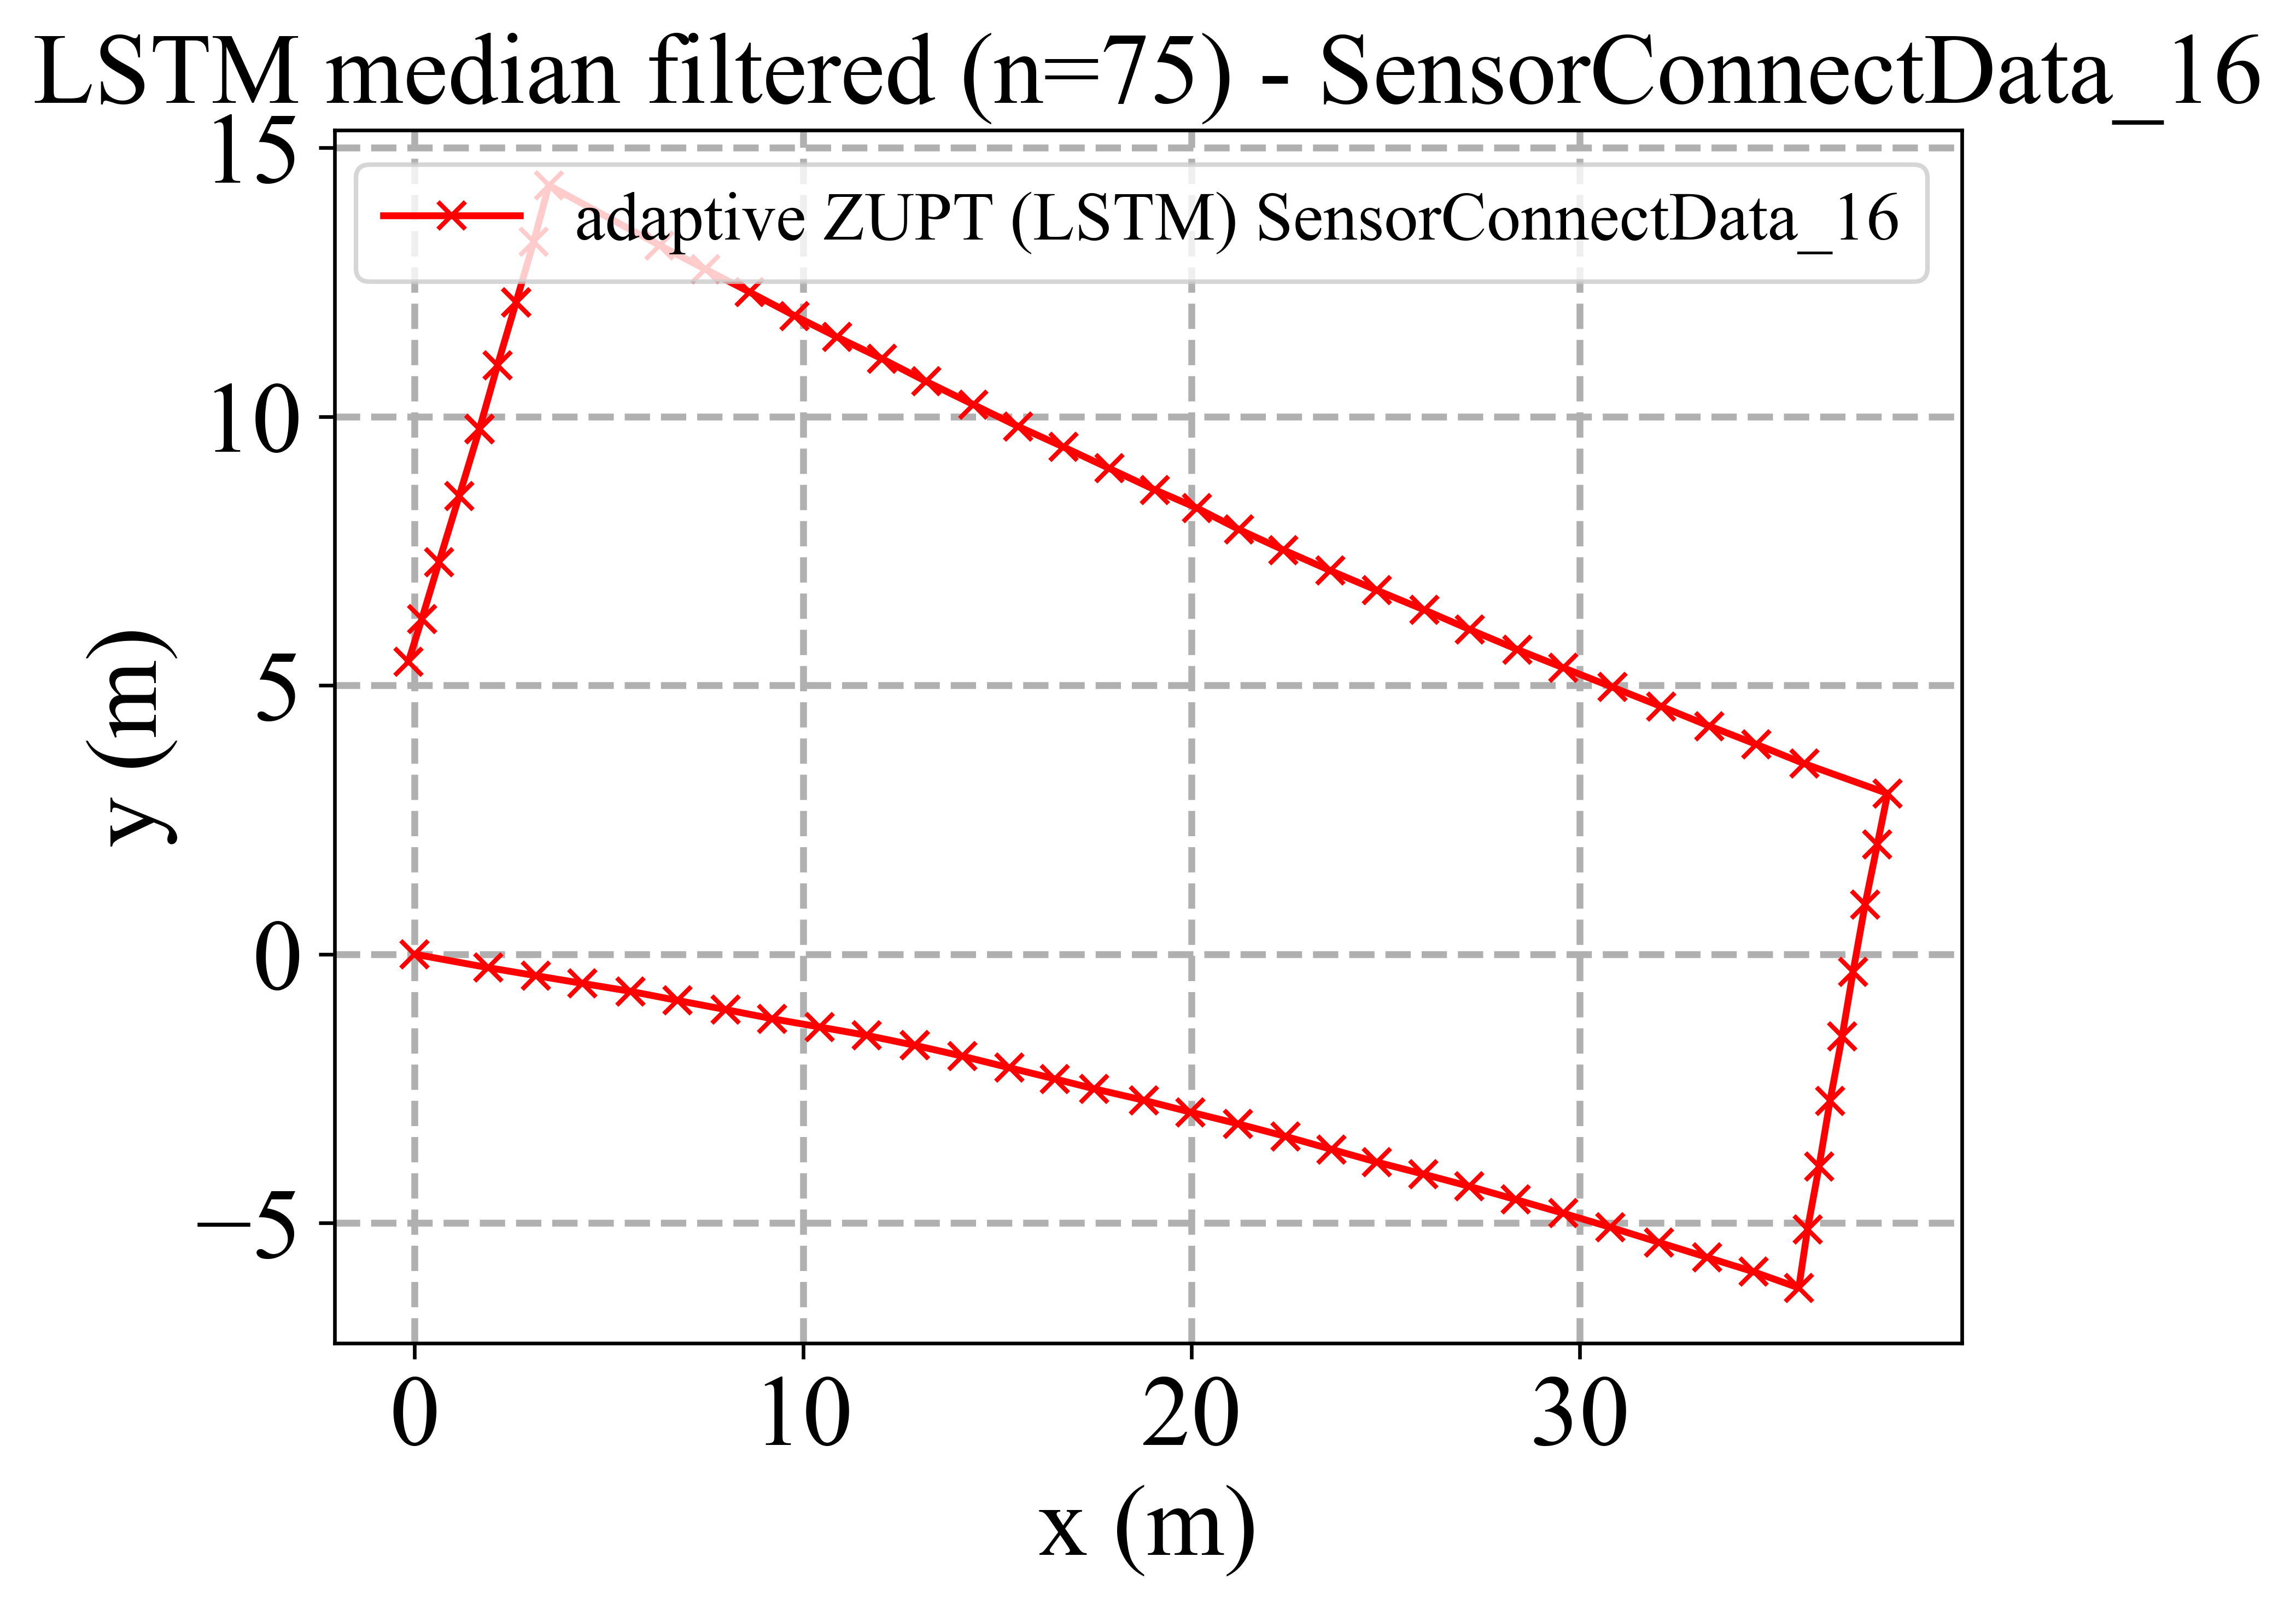 LSTM median filtered (n=75) - SensorConnectData_16
adaptive ZUPT (LSTM) SensorConnectData_16
15
10
5
0
−5
y (m)
0 10 20 30
x (m)